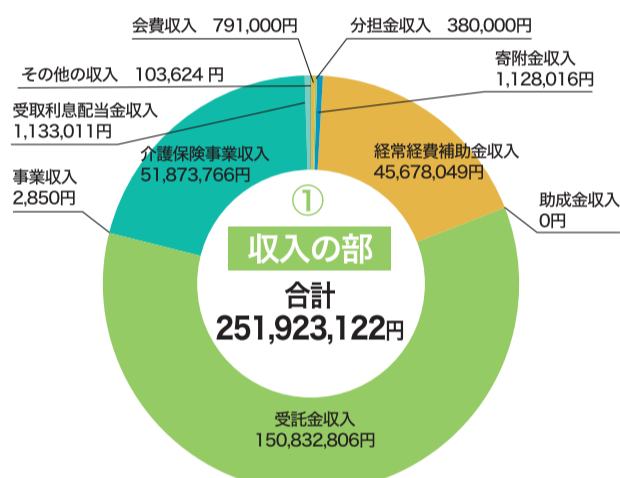 会費収入 791,000円
分担金収入 380,000円
寄附金収入
1,128,016円
その他の収入 103,624円
受取利息配当金収入
1,133,011円
介護保険事業収入
51,873,766円
経常経費補助金収入
45,678,049円
事業収入
2,850円
助成金収入
0円
①
収入の部
合計
251,923,122円
受託金収入
150,832,806円